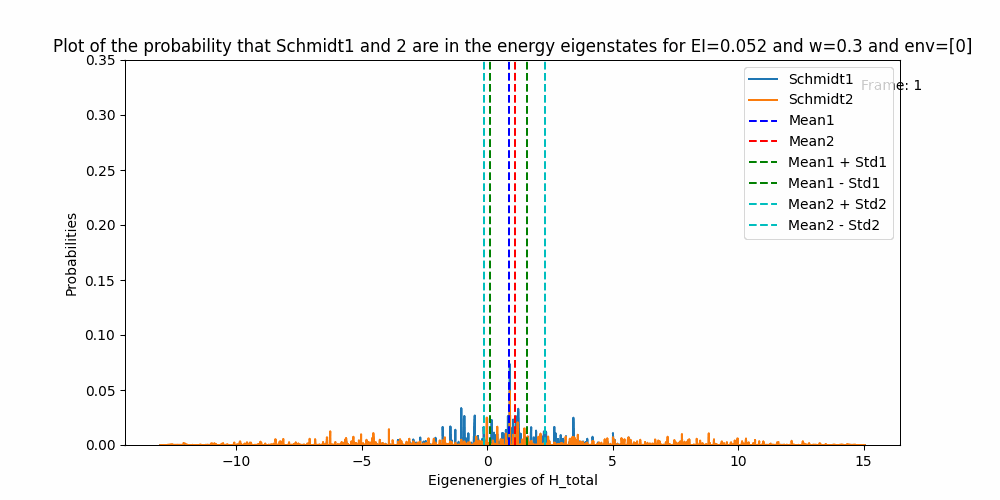 Plot of the probability that Schmidt1 and 2 are in the energy eigenstates for EI=0.052 and w=0.3 and env=[0]
Frame: 1
Schmidt1
Schmidt2
Mean1
Mean2
Mean1 + Std1
Mean1 - Std1
Mean2 + Std2
Mean2 - Std2
0.35
0.30
0.25
0.20
0.15
0.10
0.05
0.00
Probabilities
−10
−5
0
5
10
15
Eigenenergies of H_total